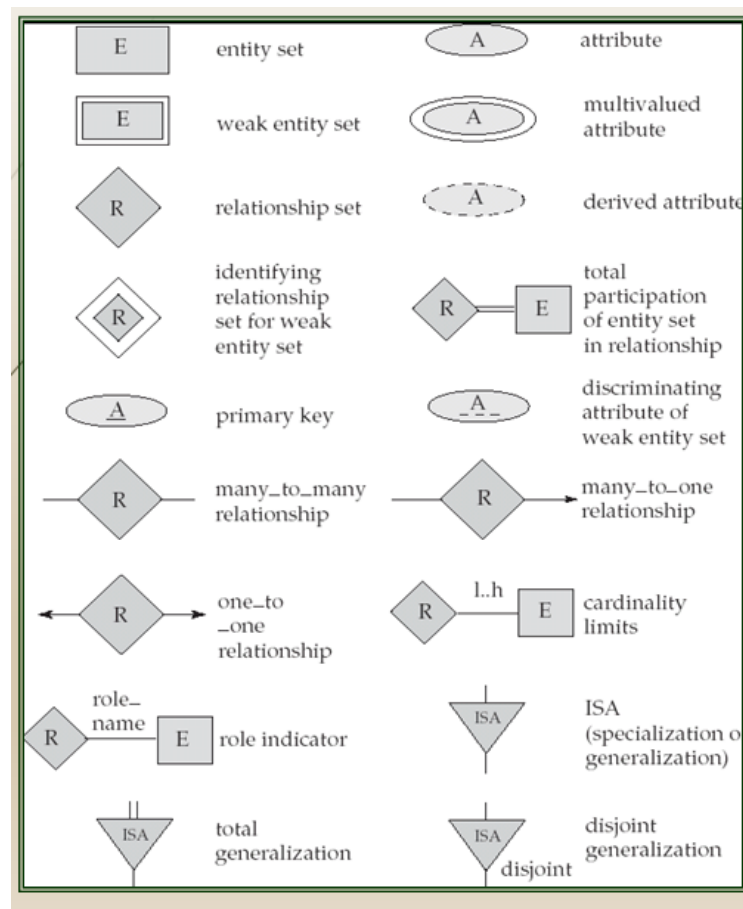 E
entity set
A
attribute
E
weak entity set
A
multivalued
attribute
R
relationship set
A
derived attribute
R
identifying
relationship
set for weak
entity set
R
E
total
participation
of entity set
in relationship
A
primary key
A
discriminating
attribute of
weak entity set
R
many_to_many
relationship
R
many_to_one
relationship
R
one_to
_one
relationship
R
l..h
E
cardinality
limits
R
role_
name
E
role indicator
ISA
ISA
(specialization o
generalization)
ISA
total
generalization
ISA
disjoint
disjoint
generalization